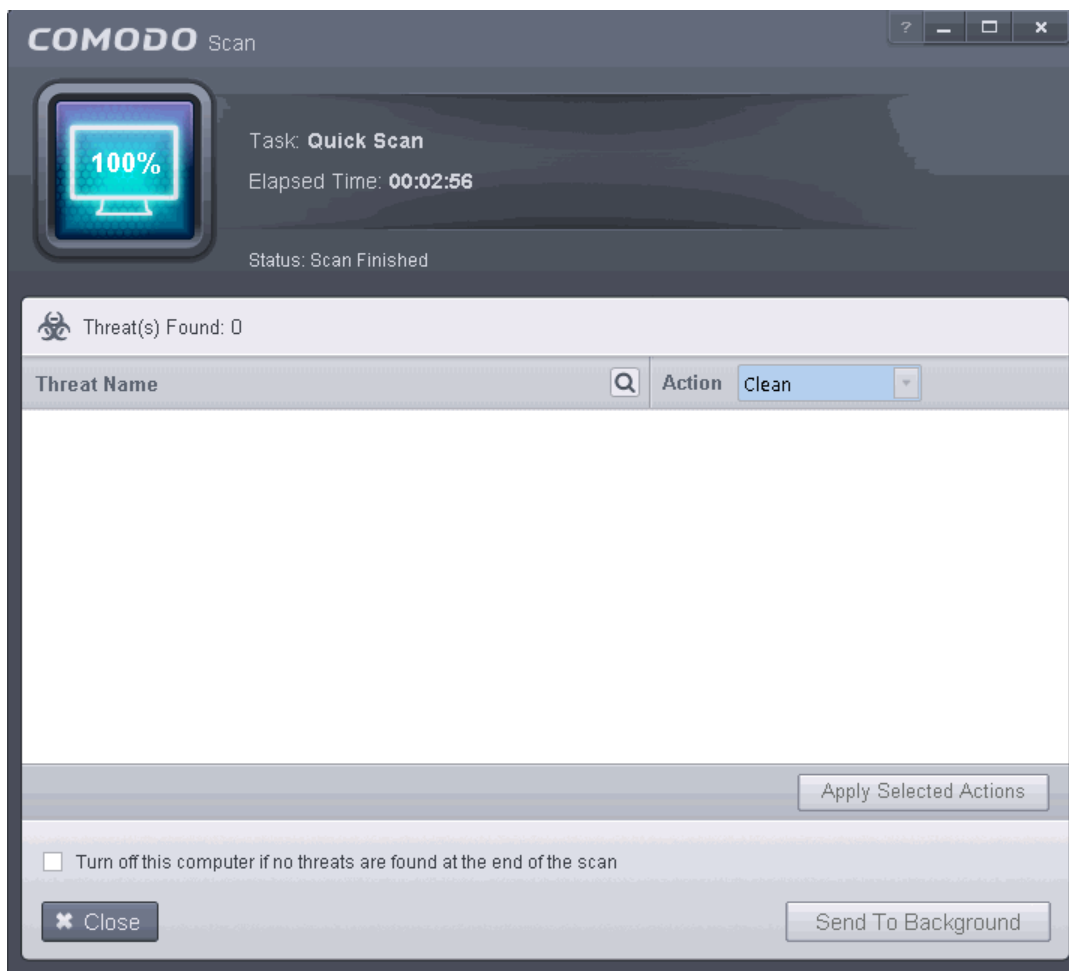 COMODO Scan
?
100%
Task: Quick Scan
Elapsed Time: 00:02:56
Status: Scan Finished
Threat(s) Found: 0
Threat Name
Action Clean
Apply Selected Actions
Turn off this computer if no threats are found at the end of the scan
Close
Send To Background